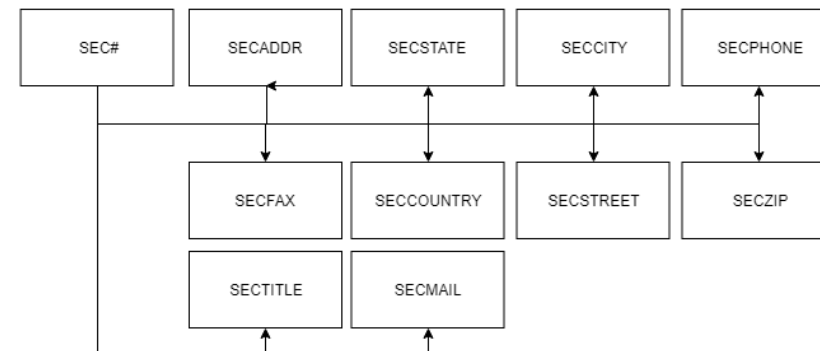 SEC#
SECADDR
SECSTATE
SECCITY
SECPHONE
SECFAX
SECCOUNTRY
SECSTREET
SECZIP
SECTITLE
SECMAIL